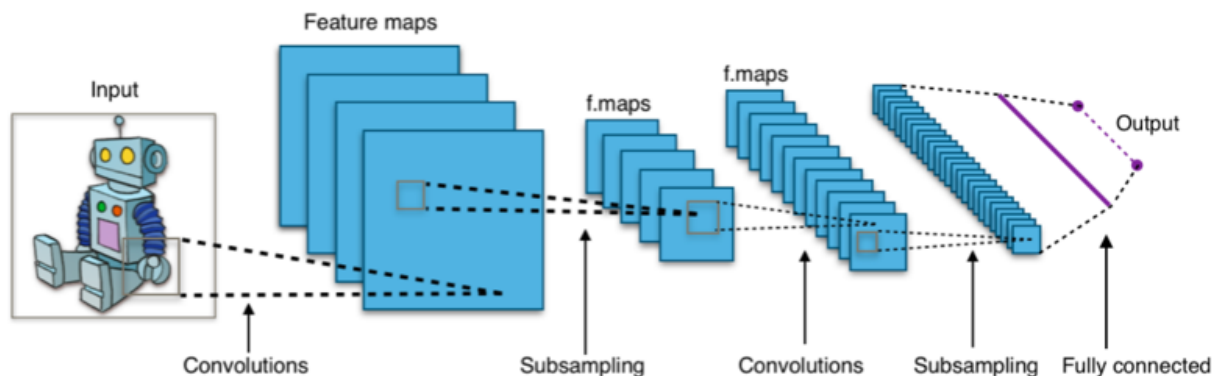 Feature maps
Input
f.maps
f.maps
Output
Convolutions
Subsampling
Convolutions
Subsampling
Fully connected